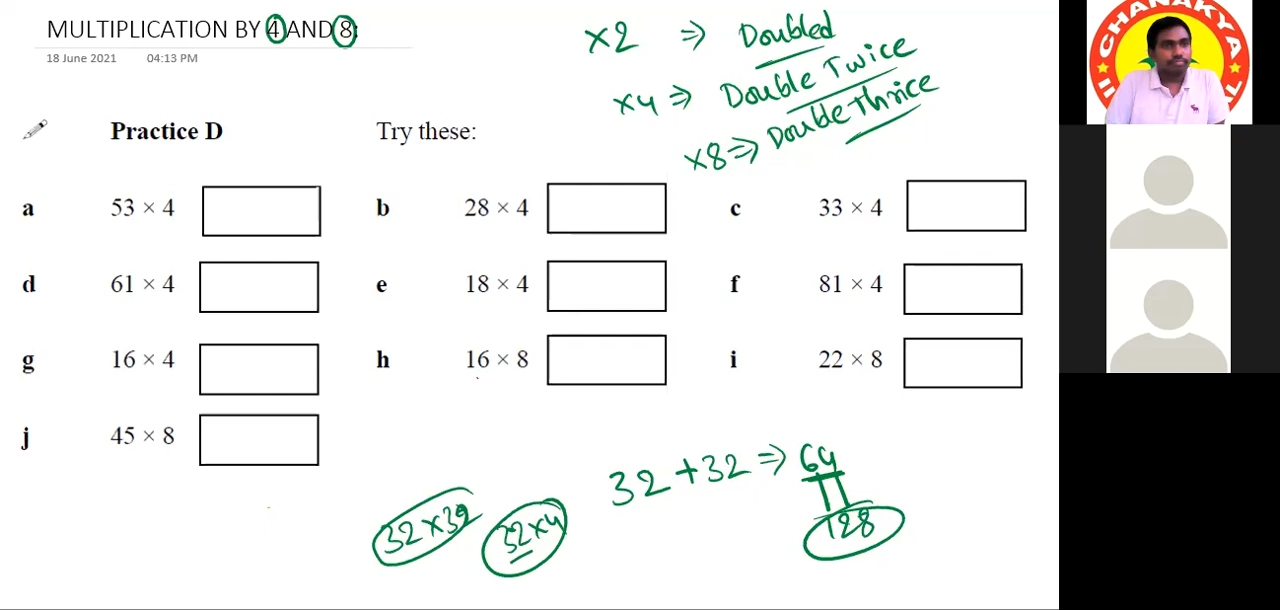 MULTIPLICATION BY 4 AND 8:
18 June 2021 04:13 PM
×2 ⇒ Doubled
×4 ⇒ Double Twice
×8 ⇒ Double thrice
Practice D Try these:
a 53 × 4 b 28 × 4 c 33 × 4
d 61 × 4 e 18 × 4 f 81 × 4
g 16 × 4 h 16 × 8 i 22 × 8
j 45 × 8
32 + 32 ⇒ 64
32 × 32 32 × 4 128
CHANAKYA